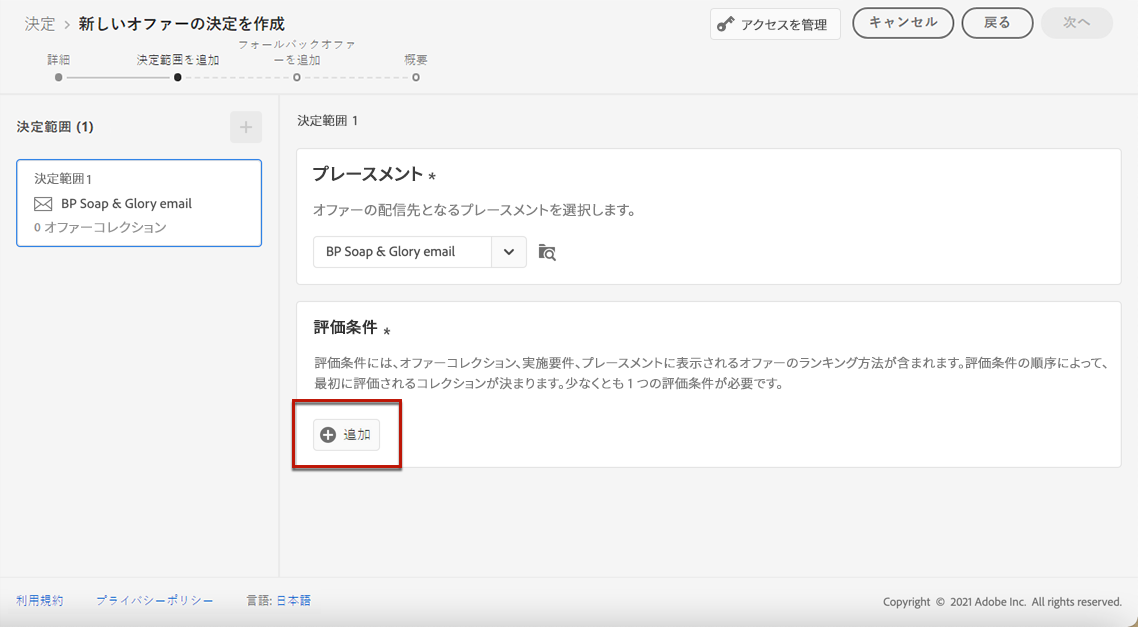 決定 > 新しいオファーの決定を作成
アクセスを管理
キャンセル
戻る
次へ
詳細
決定範囲を追加
フォールバックオファ
ーを追加
概要
決定範囲 (1)
決定範囲1
BP Soap & Glory email
0 オファーコレクション
決定範囲 1
プレースメント *
オファーの配信先となるプレースメントを選択します。
BP Soap & Glory email
評価条件 *
評価条件には、オファーコレクション、実施要件、プレースメントに表示されるオファーのランキング方法が含まれます。評価条件の順序によって、
最初に評価されるコレクションが決まります。少なくとも 1 つの評価条件が必要です。
追加
利用規約
プライバシーポリシー
言語: 日本語
Copyright © 2021 Adobe Inc. All rights reserved.